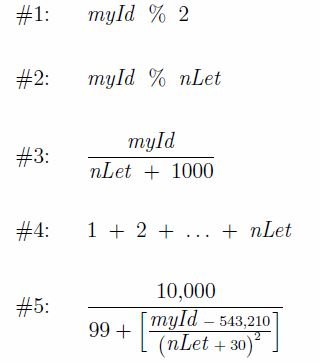 #1: myId % 2
#2: myId % nLet
#3: myId / nLet + 1000
#4: 1 + 2 + ... + nLet
#5: 10,000 / 99 + [myId − 543,210 / (nLet + 30)²]